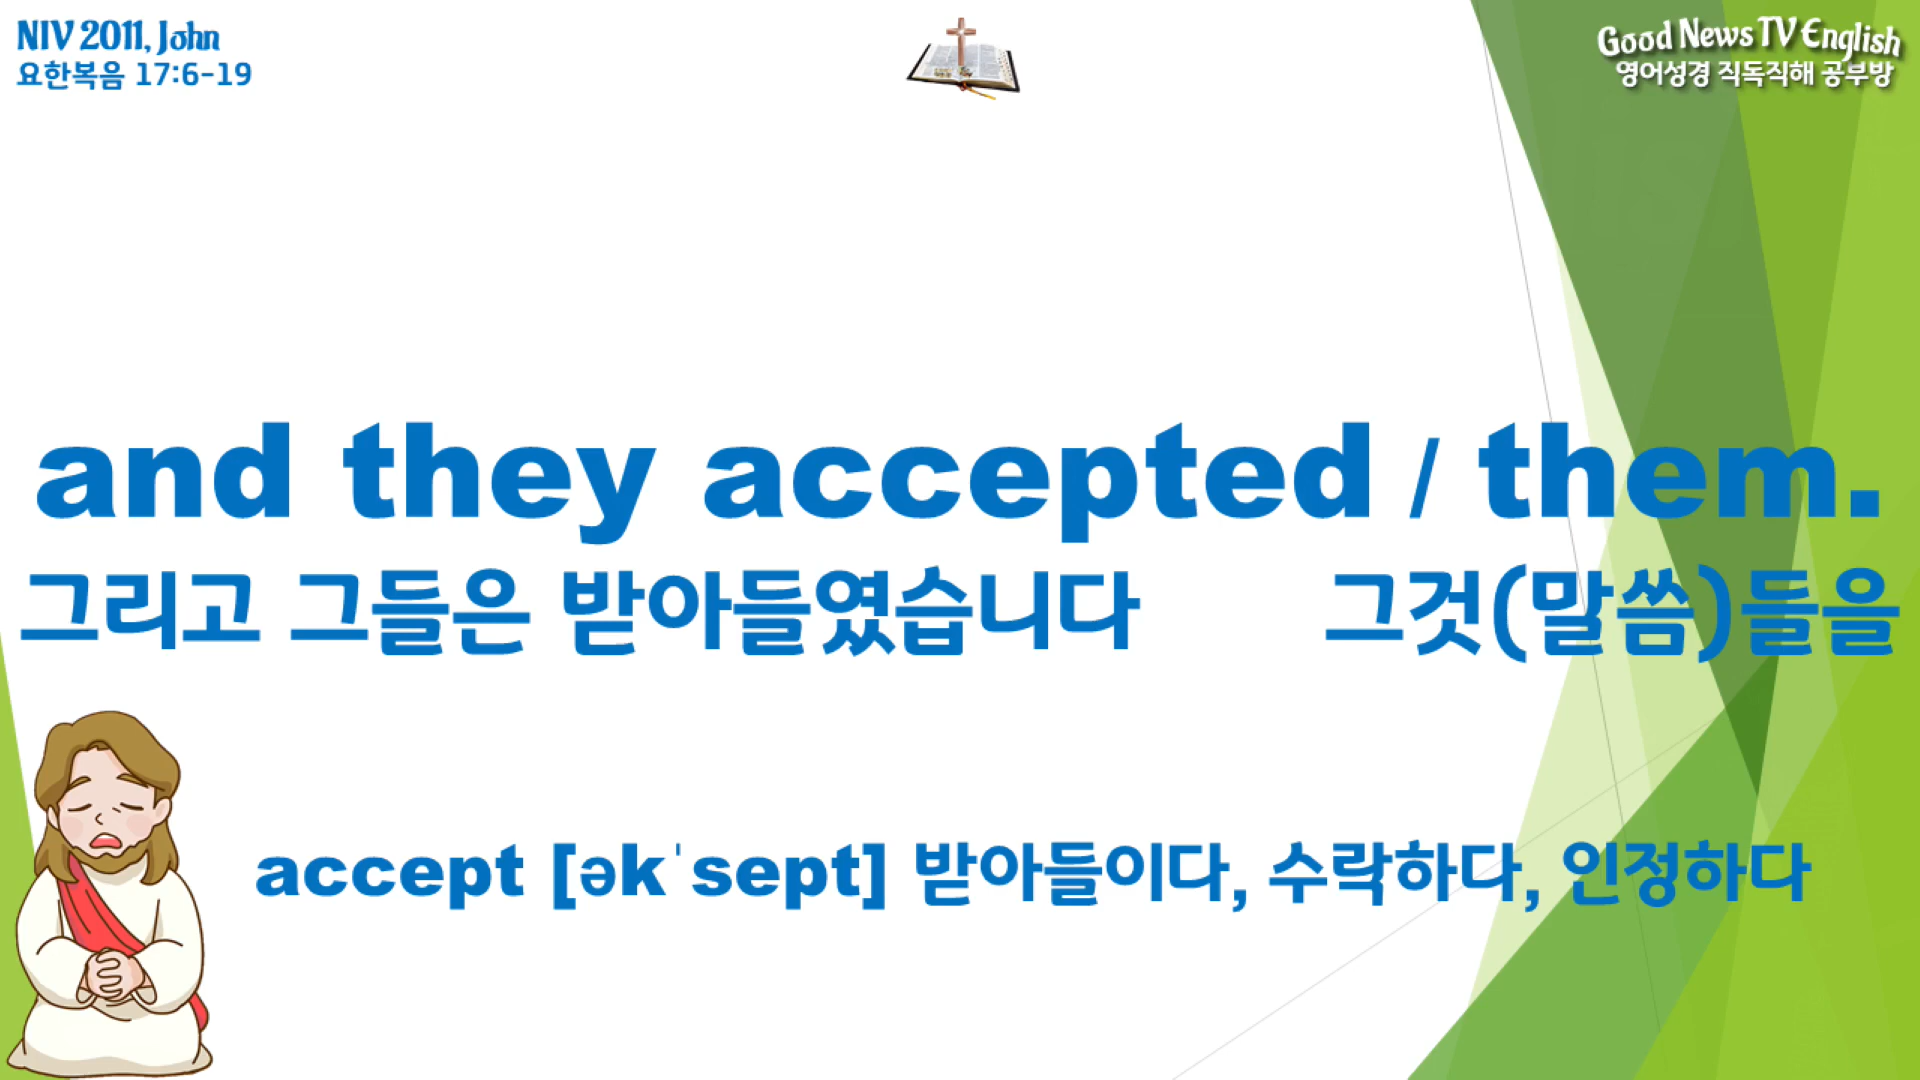 NIV 2011, John
요한복음 17:6-19
Good News TV English
영어성경 직독직해 공부방
and they accepted / them.
그리고 그들은 받아들였습니다 그것(말씀)들을
accept [əkˈsept] 받아들이다, 수락하다, 인정하다